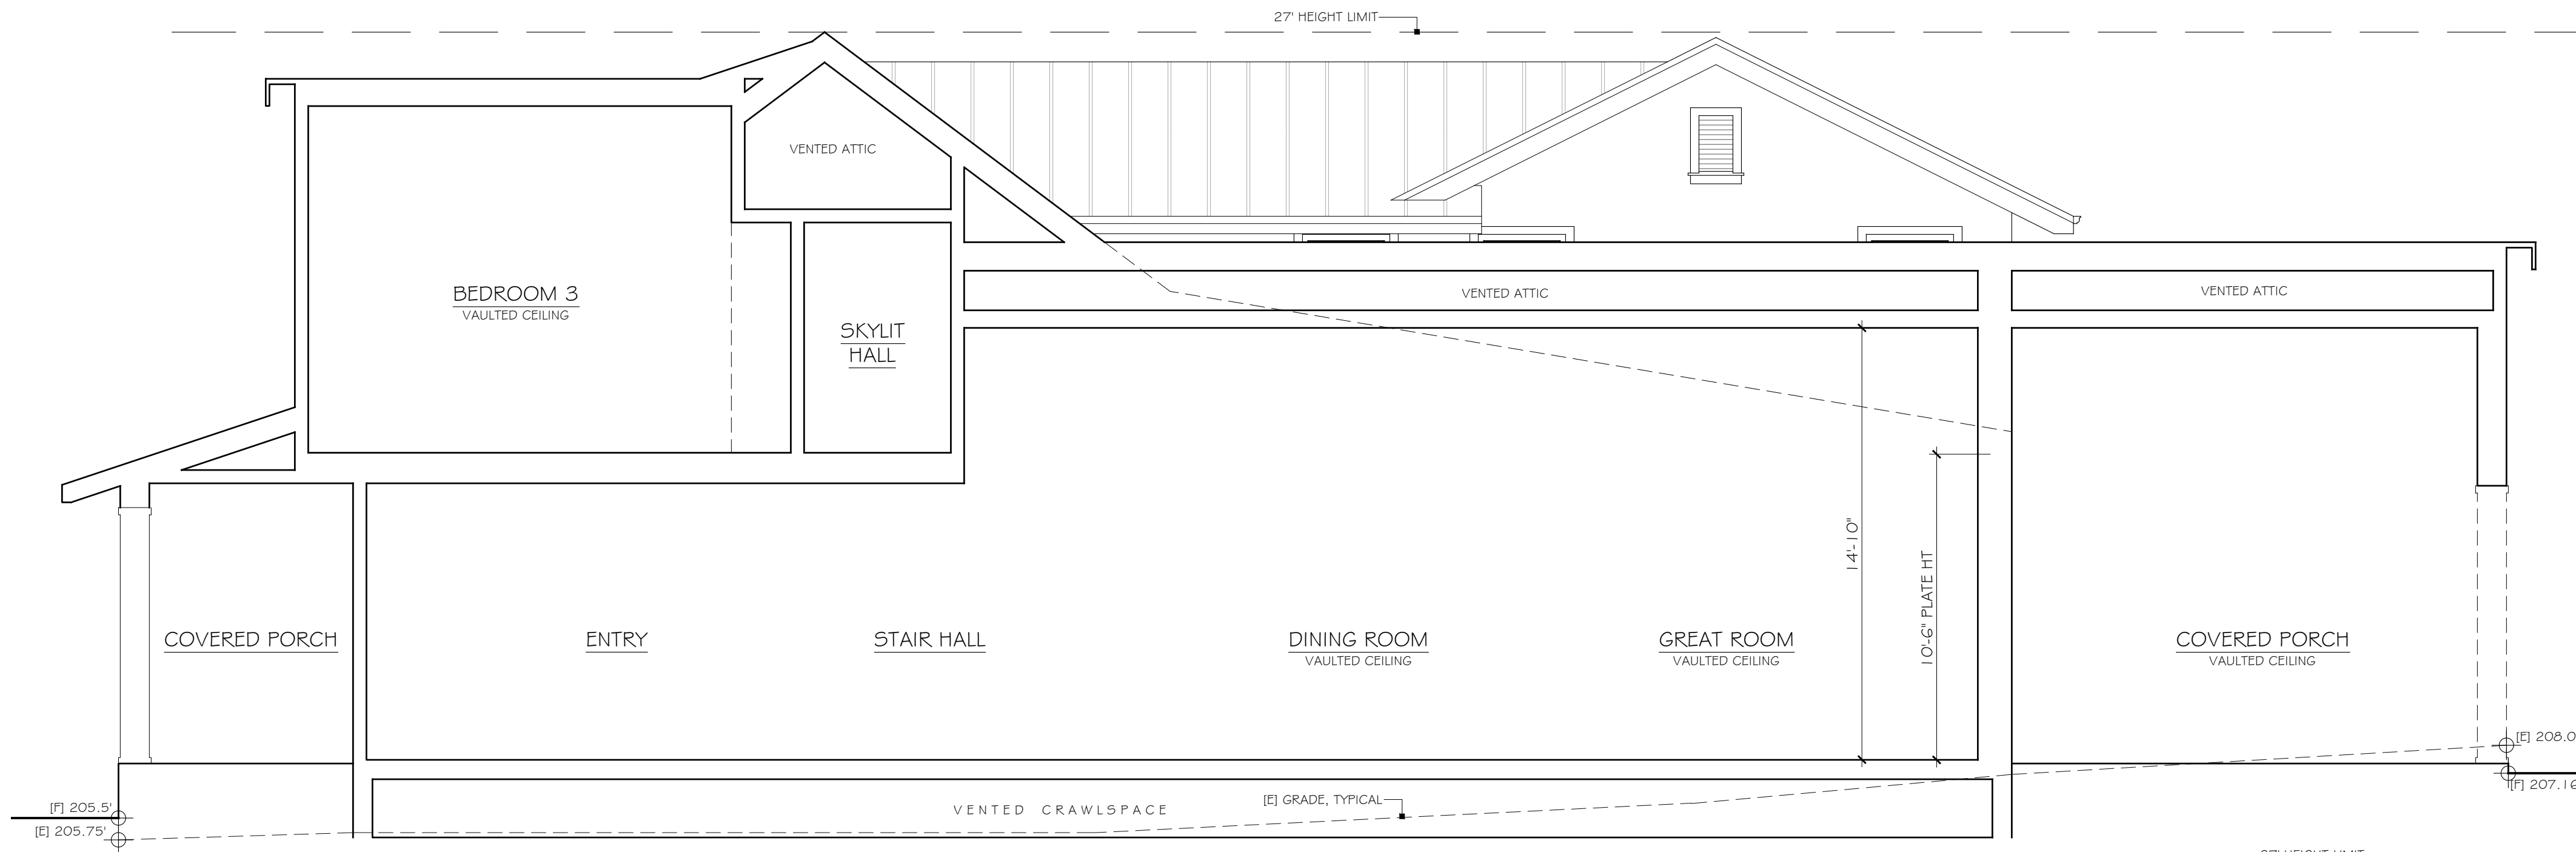 27' HEIGHT LIMIT
VENTED ATTIC
BEDROOM 3
VAULTED CEILING
SKYLIT
HALL
VENTED ATTIC
VENTED ATTIC
14'-10"
10'-6" PLATE HT
COVERED PORCH
ENTRY
STAIR HALL
DINING ROOM
VAULTED CEILING
GREAT ROOM
VAULTED CEILING
COVERED PORCH
VAULTED CEILING
[E] 208.0
[F] 207.16
[F] 205.5'
[E] 205.75'
VENTED CRAWLSPACE
[E] GRADE, TYPICAL